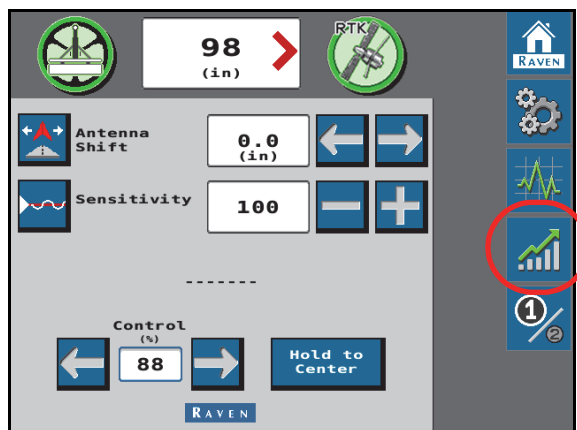 98
(in)
RTK
RAVEN
Antenna
Shift
0.0
(in)
Sensitivity
100
-------
Control
(%)
88
Hold to
Center
1/2
RAVEN